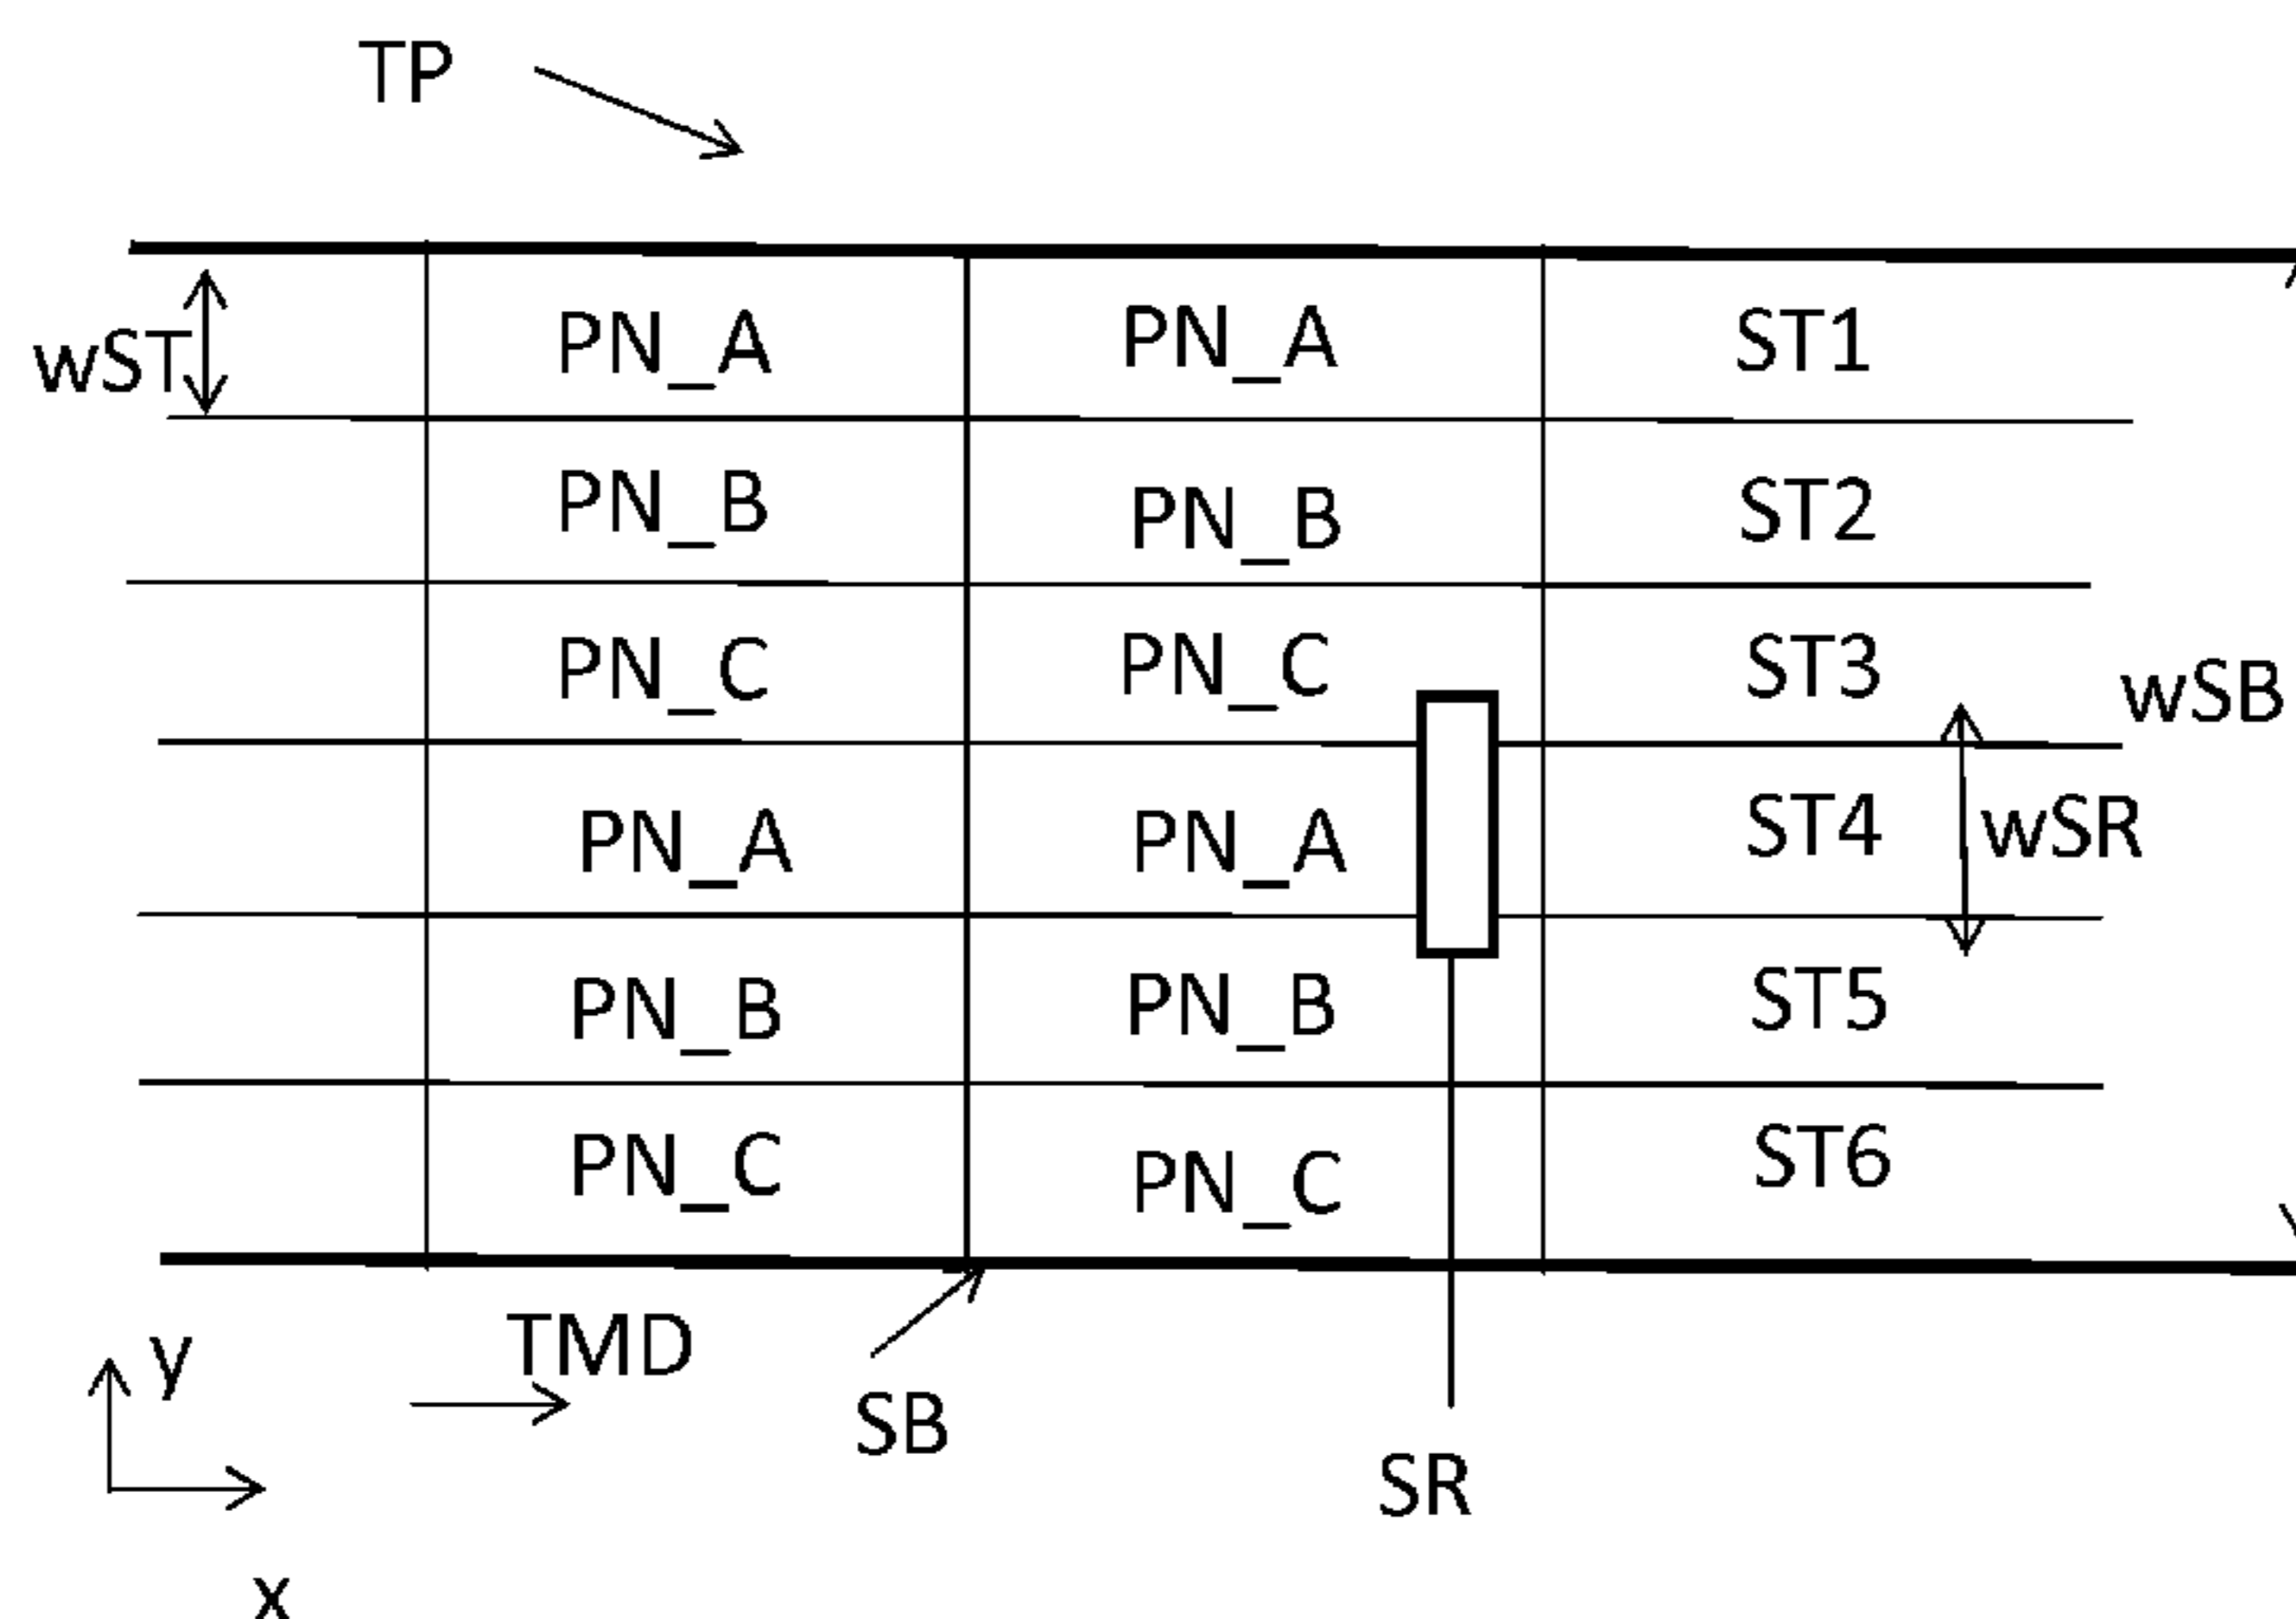 TP
wST PN_A PN_A ST1
PN_B PN_B ST2
PN_C PN_C ST3
wSB
PN_A PN_A ST4 wSR
PN_B PN_B ST5
PN_C PN_C ST6
TMD
y
SB
SR
x